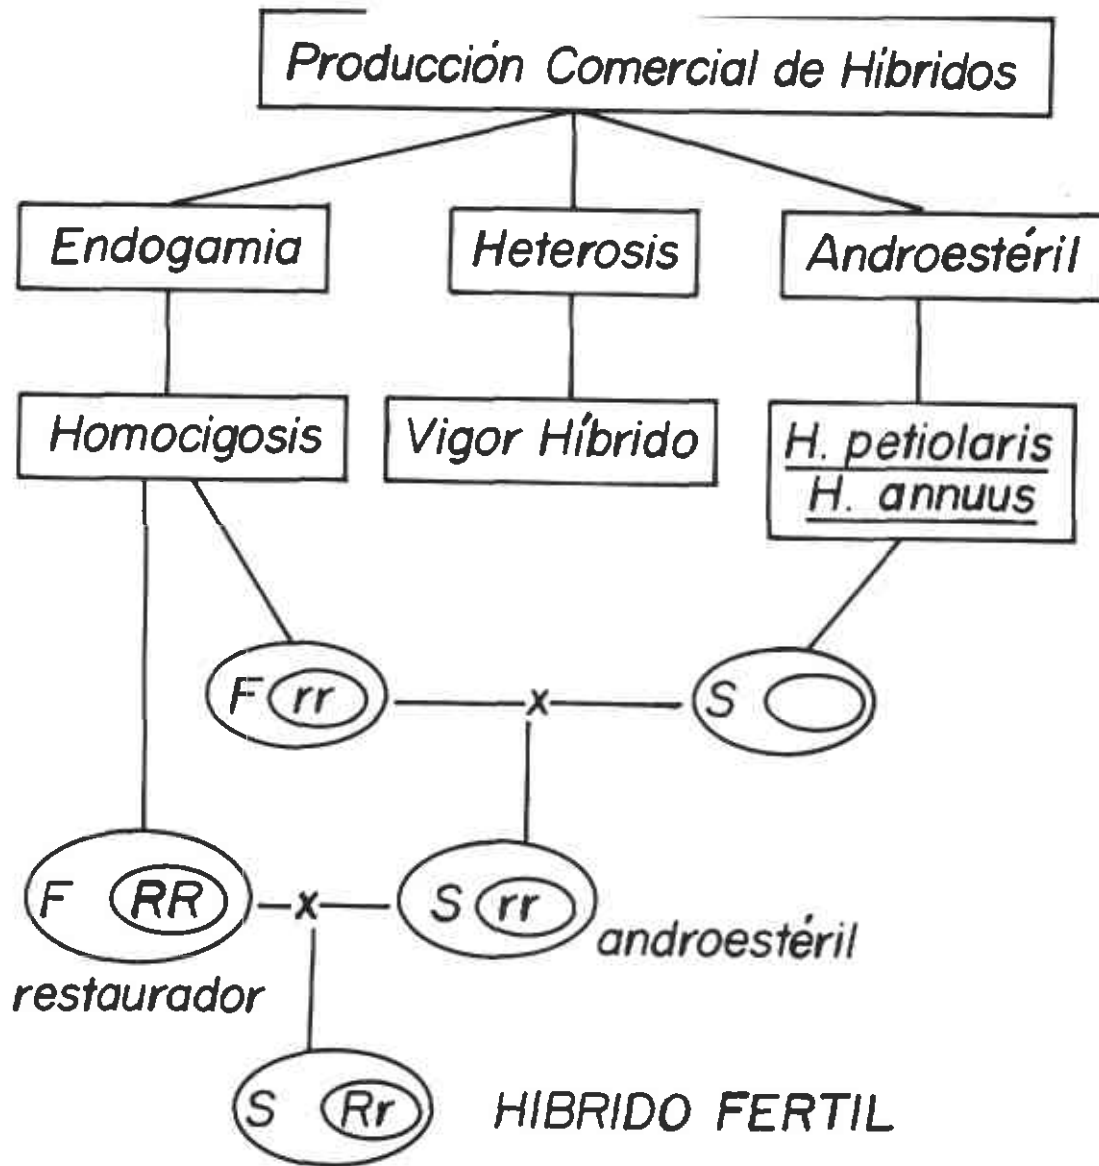 Producción Comercial de Híbridos
Endogamia
Heterosis
Androestéril
Homocigosis
Vigor Híbrido
H. petiolaris
H. annuus
F rr
x
S
F RR
x
S rr
androestéril
restaurador
S Rr
HIBRIDO FERTIL